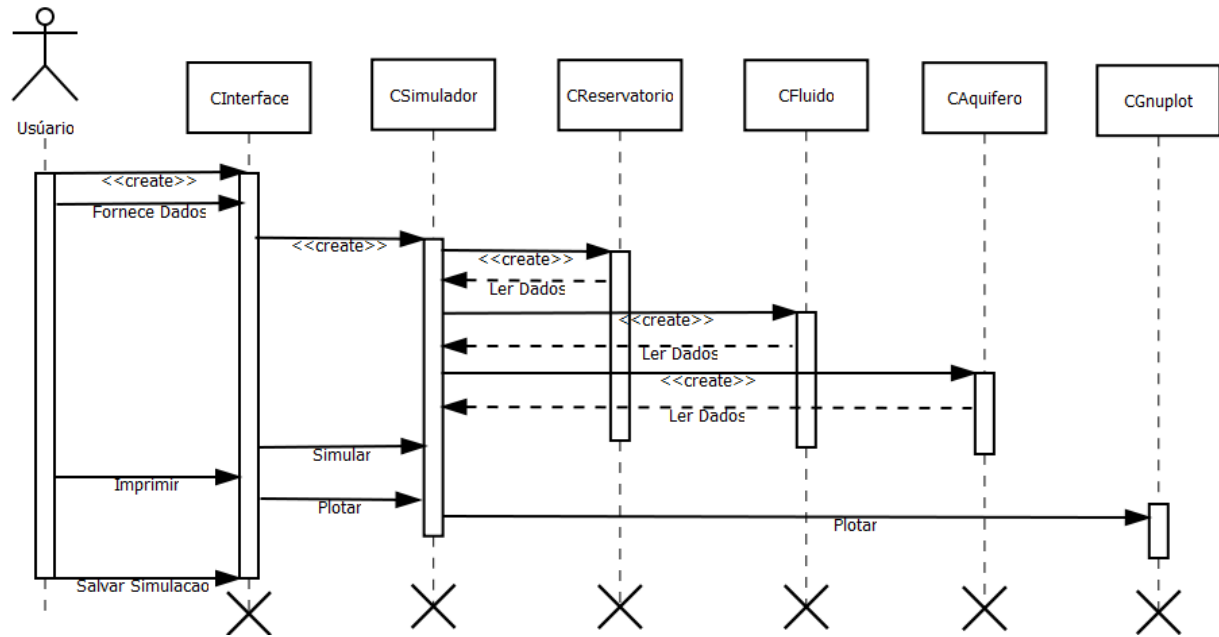 Usúario
CInterface
CSimulador
CReservatorio
CFluido
CAquifero
CGnuplot
<<create>>
Fornece Dados
<<create>>
<<create>>
Ler Dados
<<create>>
Ler Dados
<<create>>
Ler Dados
Simular
Imprimir
Plotar
Plotar
Salvar Simulacao